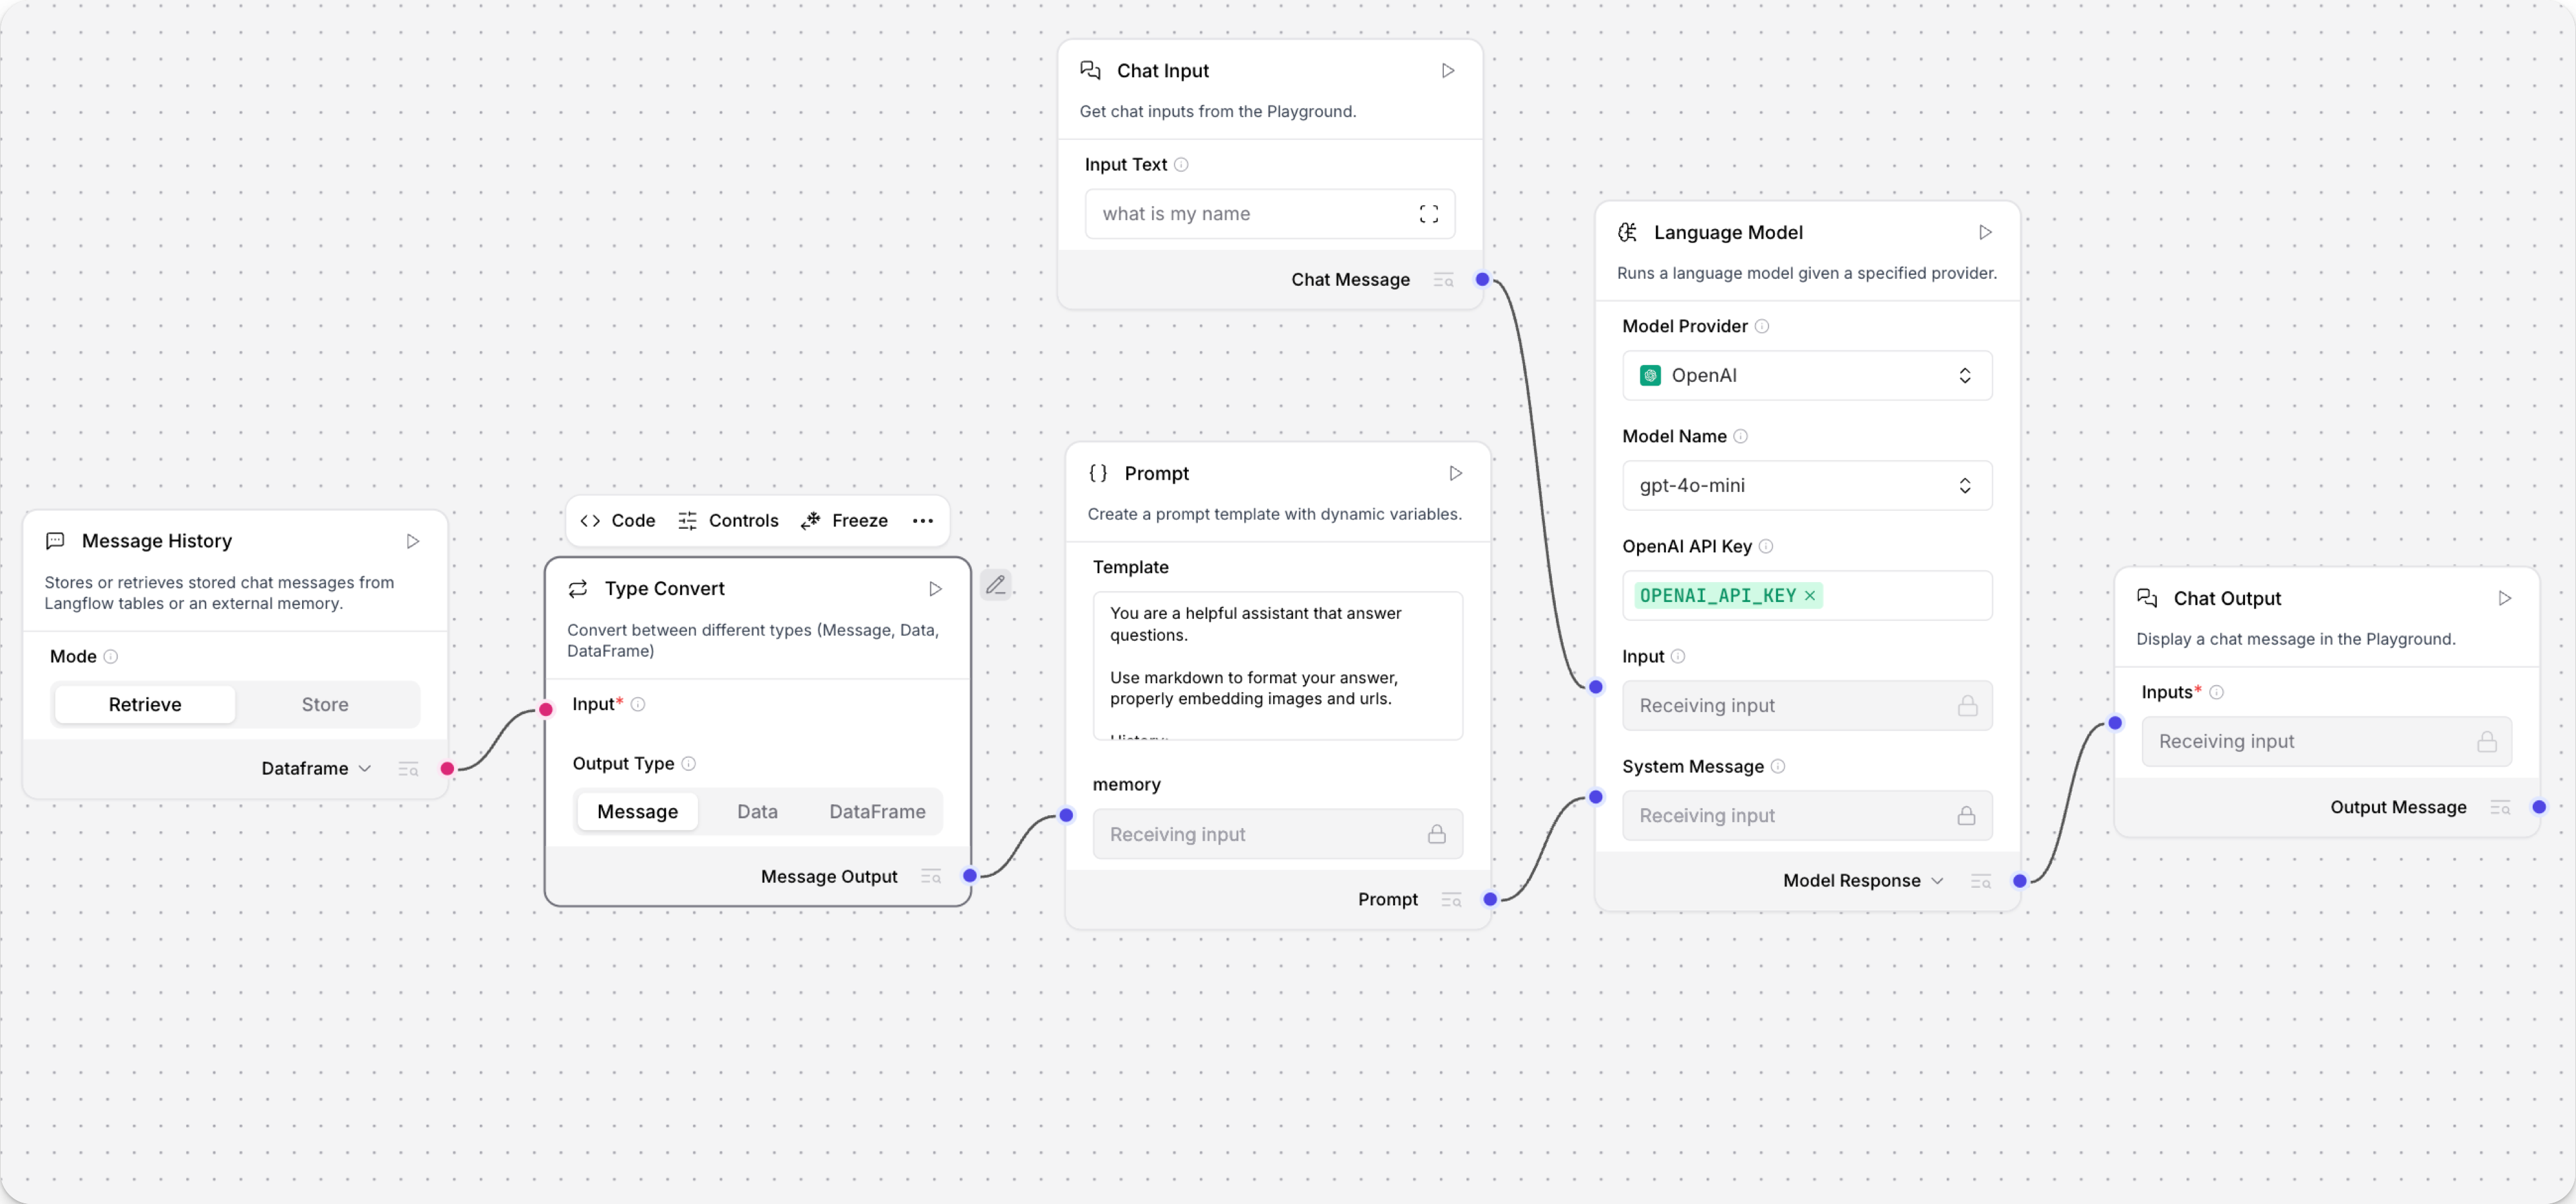 Message History
Stores or retrieves stored chat messages from
Langflow tables or an external memory.
Mode
Retrieve
Store
Dataframe
Code
Controls
Freeze
Type Convert
Convert between different types (Message, Data,
DataFrame)
Input*
Output Type
Message
Data
DataFrame
Message Output
Chat Input
Get chat inputs from the Playground.
Input Text
what is my name
Chat Message
Prompt
Create a prompt template with dynamic variables.
Template
You are a helpful assistant that answer
questions.
Use markdown to format your answer,
properly embedding images and urls.
History:
memory
Receiving input
Prompt
Language Model
Runs a language model given a specified provider.
Model Provider
OpenAI
Model Name
gpt-4o-mini
OpenAI API Key
OPENAI_API_KEY ×
Input
Receiving input
System Message
Receiving input
Model Response
Chat Output
Display a chat message in the Playground.
Inputs*
Receiving input
Output Message